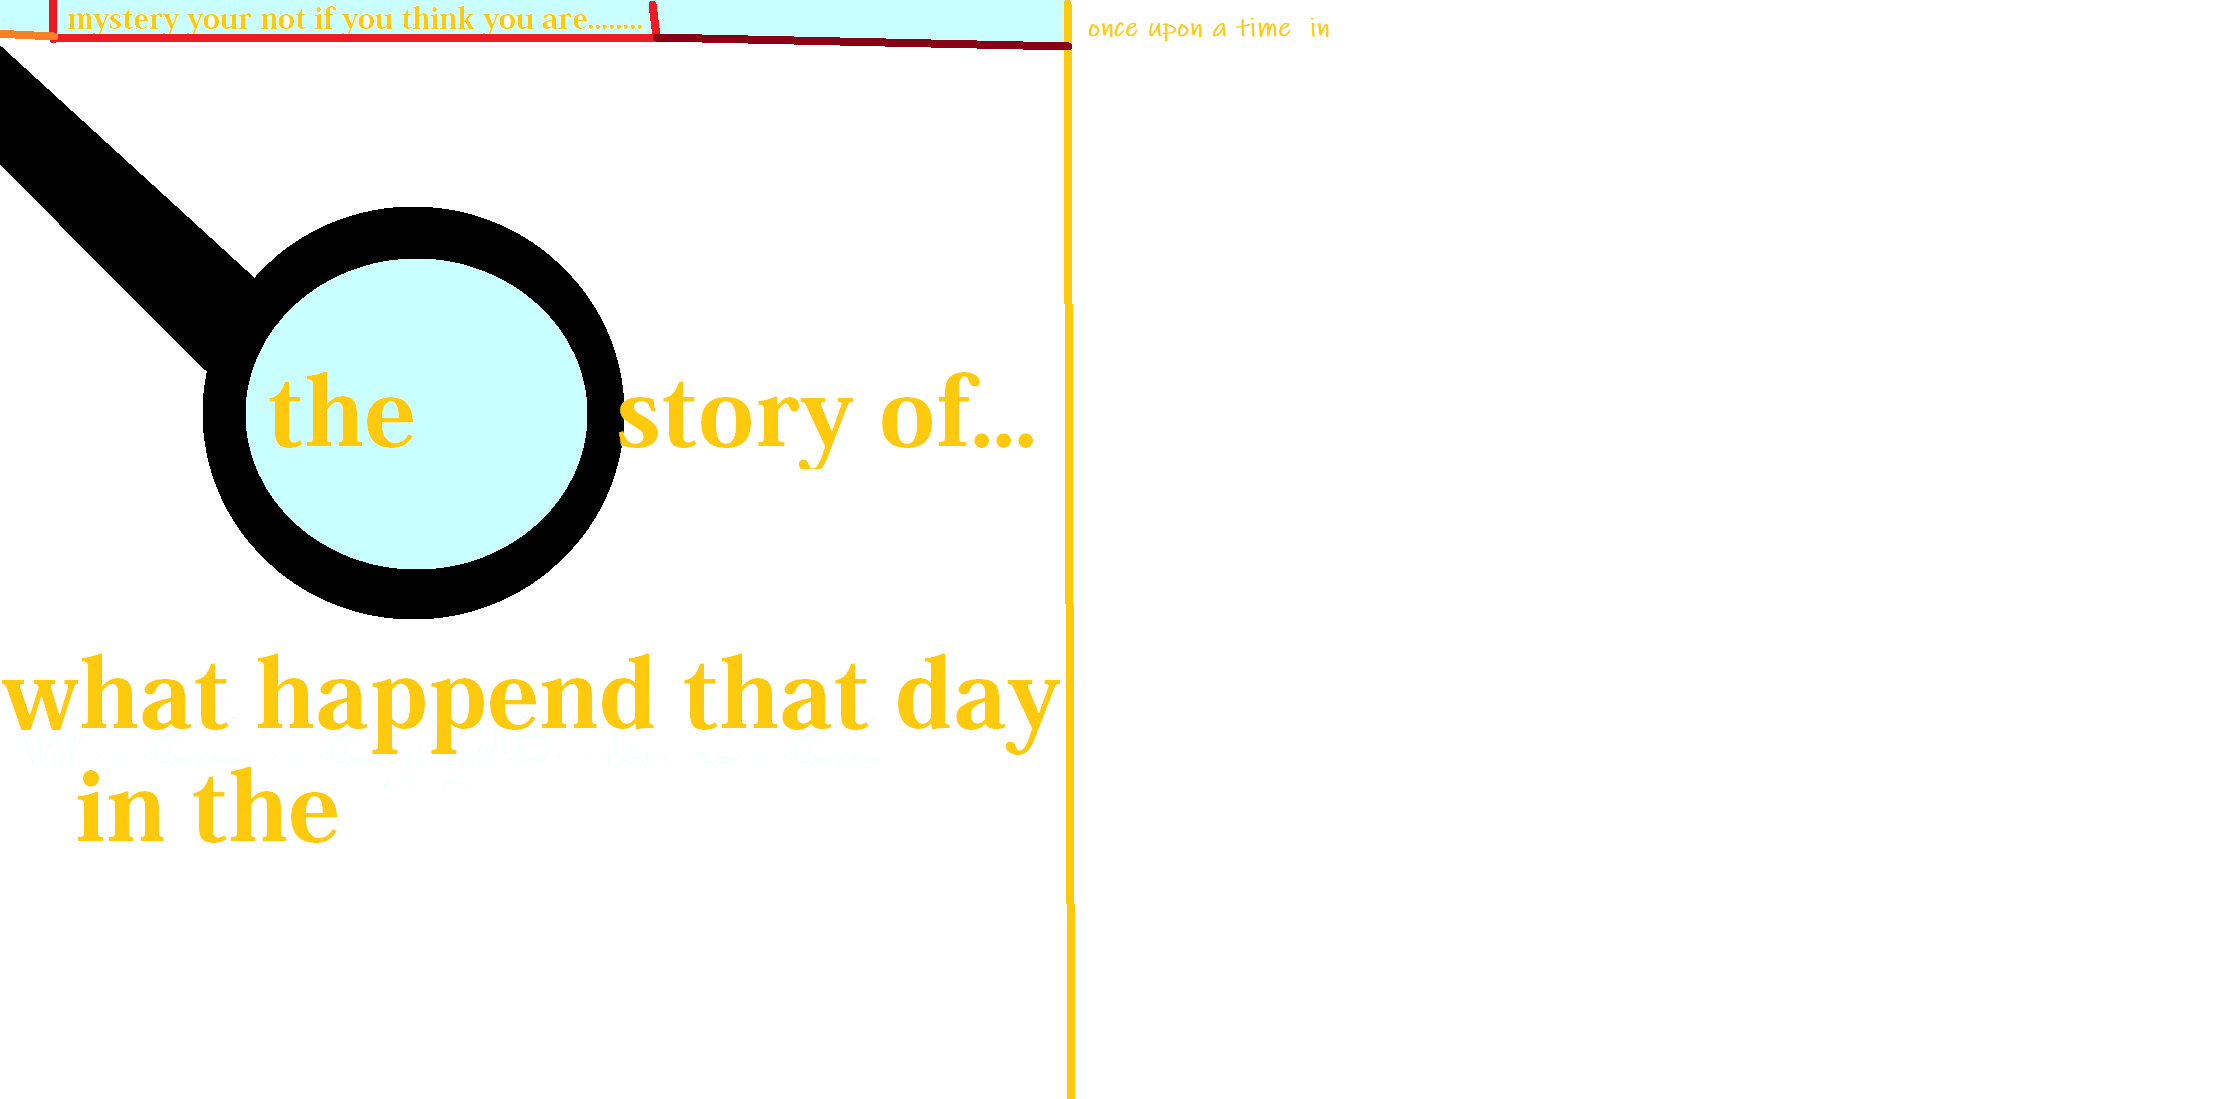 mystery your not if you think you are........
the story of...
what happend that day
in the
once upon a time in